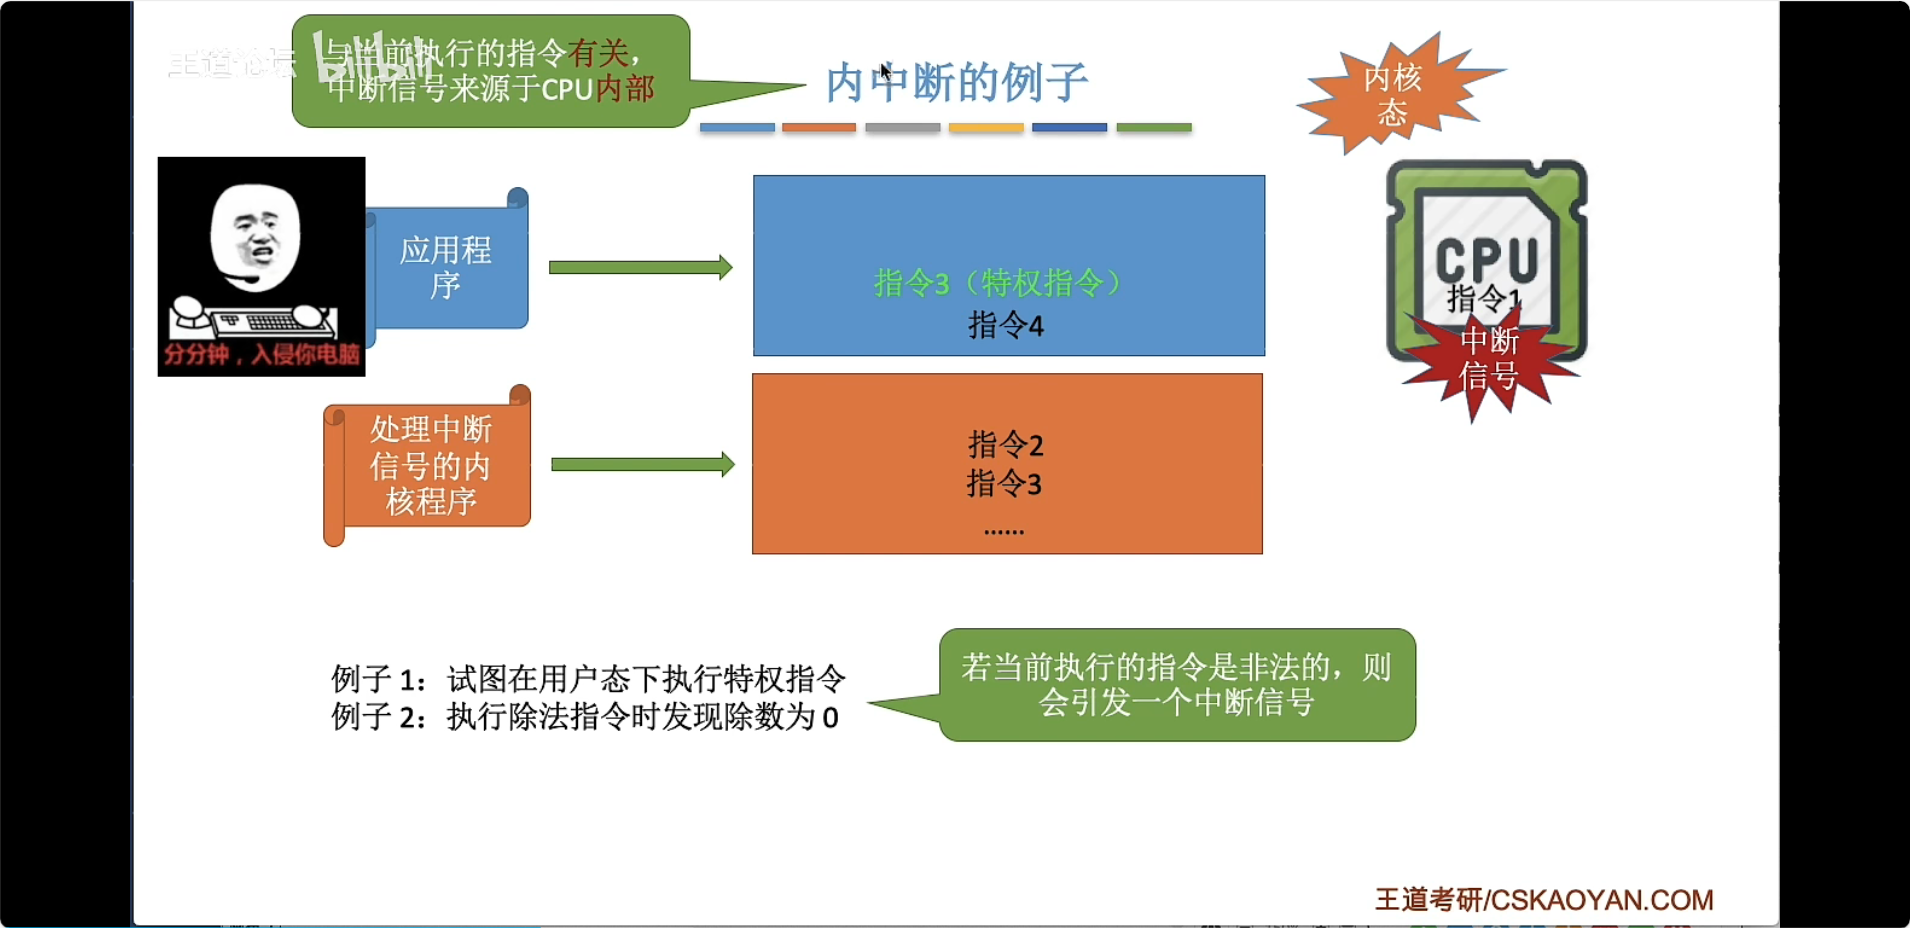 王道论坛
bilibili
与当前执行的指令有关，
中断信号来源于CPU内部
内中断的例子
内核
态
应用程
序
指令3（特权指令）
指令4
CPU
指令1
中断
信号
分分钟，入侵你电脑
处理中断
信号的内
核程序
指令2
指令3
......
例子 1：试图在用户态下执行特权指令
例子 2：执行除法指令时发现除数为 0
若当前执行的指令是非法的，则
会引发一个中断信号
王道考研/CSKAOYAN.COM